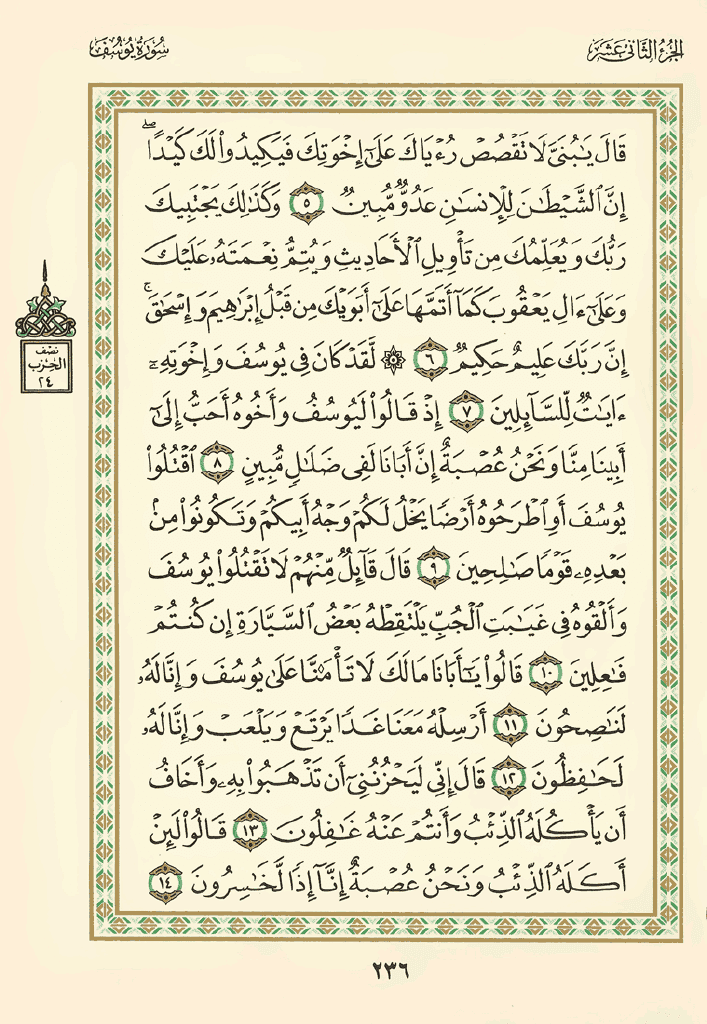 الجزء الثاني عشر
سورة يوسف
قَالَ يَٰبُنَىَّ لَا تَقْصُصْ رُءْيَاكَ عَلَىٰٓ إِخْوَتِكَ فَيَكِيدُوا۟ لَكَ كَيْدًا ۖ
إِنَّ ٱلشَّيْطَٰنَ لِلْإِنسَٰنِ عَدُوٌّ مُّبِينٌ ٥ وَكَذَٰلِكَ يَجْتَبِيكَ
رَبُّكَ وَيُعَلِّمُكَ مِن تَأْوِيلِ ٱلْأَحَادِيثِ وَيُتِمُّ نِعْمَتَهُۥ عَلَيْكَ
وَعَلَىٰٓ ءَالِ يَعْقُوبَ كَمَآ أَتَمَّهَا عَلَىٰٓ أَبَوَيْكَ مِن قَبْلُ إِبْرَٰهِيمَ وَإِسْحَٰقَ ۚ
إِنَّ رَبَّكَ عَلِيمٌ حَكِيمٌ ٦ ۞ لَّقَدْ كَانَ فِى يُوسُفَ وَإِخْوَتِهِۦٓ
ءَايَٰتٌ لِّلسَّآئِلِينَ ٧ إِذْ قَالُوا۟ لَيُوسُفُ وَأَخُوهُ أَحَبُّ إِلَىٰٓ
أَبِينَا مِنَّا وَنَحْنُ عُصْبَةٌ إِنَّ أَبَانَا لَفِى ضَلَٰلٍ مُّبِينٍ ٨ ٱقْتُلُوا۟
يُوسُفَ أَوِ ٱطْرَحُوهُ أَرْضًا يَخْلُ لَكُمْ وَجْهُ أَبِيكُمْ وَتَكُونُوا۟ مِنۢ
بَعْدِهِۦ قَوْمًا صَٰلِحِينَ ٩ قَالَ قَآئِلٌ مِّنْهُمْ لَا تَقْتُلُوا۟ يُوسُفَ
وَأَلْقُوهُ فِى غَيَٰبَتِ ٱلْجُبِّ يَلْتَقِطْهُ بَعْضُ ٱلسَّيَّارَةِ إِن كُنتُمْ
فَٰعِلِينَ ١٠ قَالُوا۟ يَٰٓأَبَانَا مَا لَكَ لَا تَأْمَ۫نَّا عَلَىٰ يُوسُفَ وَإِنَّا لَهُۥ
لَنَٰصِحُونَ ١١ أَرْسِلْهُ مَعَنَا غَدًا يَرْتَعْ وَيَلْعَبْ وَإِنَّا لَهُۥ
لَحَٰفِظُونَ ١٢ قَالَ إِنِّى لَيَحْزُنُنِىٓ أَن تَذْهَبُوا۟ بِهِۦ وَأَخَافُ
أَن يَأْكُلَهُ ٱلذِّئْبُ وَأَنتُمْ عَنْهُ غَٰفِلُونَ ١٣ قَالُوا۟ لَئِنْ
أَكَلَهُ ٱلذِّئْبُ وَنَحْنُ عُصْبَةٌ إِنَّآ إِذًا لَّخَٰسِرُونَ ١٤
نصف
الحزب
٢٤
٢٣٦